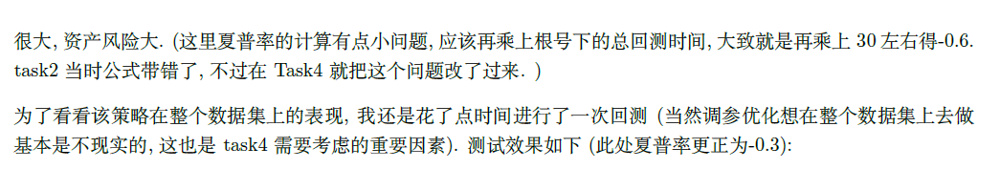 很大, 资产风险大. (这里夏普率的计算有点小问题, 应该再乘上根号下的总回测时间, 大致就是再乘上 30 左右得-0.6.
task2 当时公式带错了, 不过在 Task4 就把这个问题改了过来. )
为了看看该策略在整个数据集上的表现, 我还是花了点时间进行了一次回测 (当然调参优化想在整个数据集上去做
基本是不现实的, 这也是 task4 需要考虑的重要因素). 测试效果如下 (此处夏普率更正为-0.3):